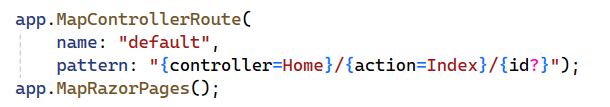 app.MapControllerRoute(
    name: "default",
    pattern: "{controller=Home}/{action=Index}/{id?}");
app.MapRazorPages();